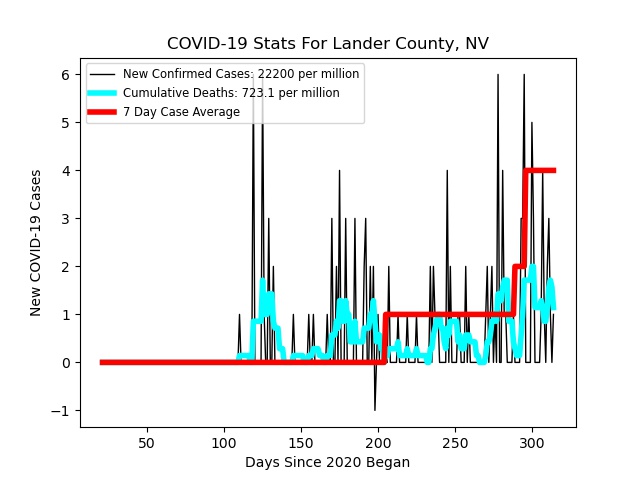 COVID-19 Stats For Lander County, NV
New Confirmed Cases: 22200 per million
Cumulative Deaths: 723.1 per million
7 Day Case Average
New COVID-19 Cases
6
5
4
3
2
1
0
−1
50 100 150 200 250 300
Days Since 2020 Began